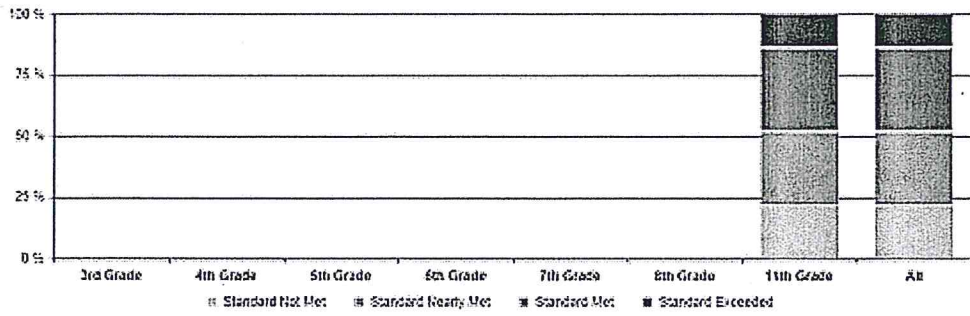 100 %
75 %
50 %
25 %
0 %
3rd Grade 4th Grade 5th Grade 6th Grade 7th Grade 8th Grade 11th Grade All
Standard Not Met Standard Nearly Met Standard Met Standard Exceeded